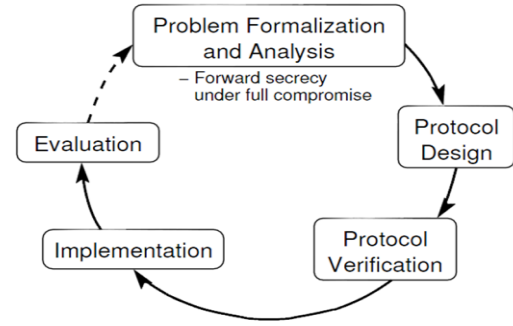 Problem Formalization
and Analysis
– Forward secrecy
under full compromise
Protocol
Design
Protocol
Verification
Implementation
Evaluation